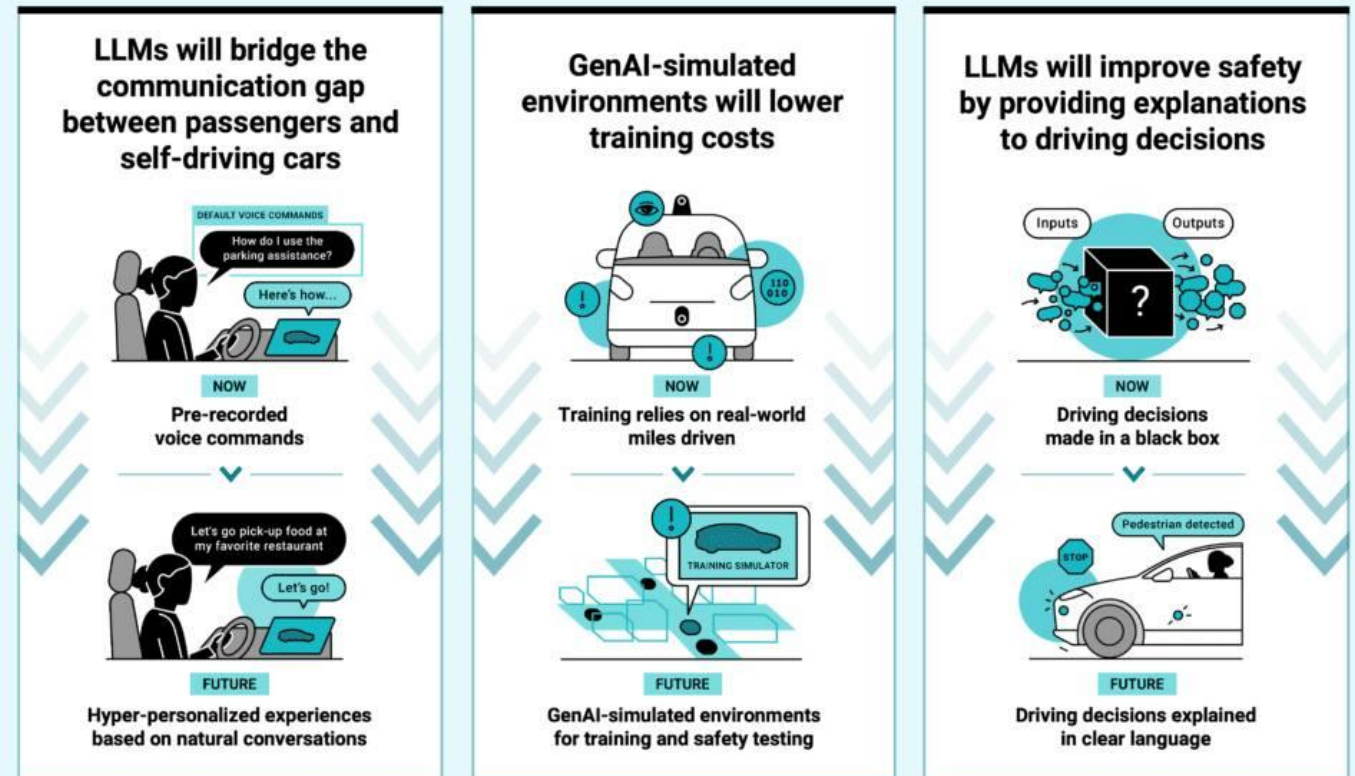 LLMs will bridge the
communication gap
between passengers and
self-driving cars
DEFAULT VOICE COMMANDS
How do I use the
parking assistance?
Here's how...
NOW
Pre-recorded
voice commands
Let's go pick-up food at
my favorite restaurant
Let's go!
FUTURE
Hyper-personalized experiences
based on natural conversations
GenAI-simulated
environments will lower
training costs
!
110
010
!
NOW
Training relies on real-world
miles driven
!
TRAINING SIMULATOR
FUTURE
GenAI-simulated environments
for training and safety testing
LLMs will improve safety
by providing explanations
to driving decisions
Inputs
Outputs
?
NOW
Driving decisions
made in a black box
Pedestrian detected
STOP
FUTURE
Driving decisions explained
in clear language